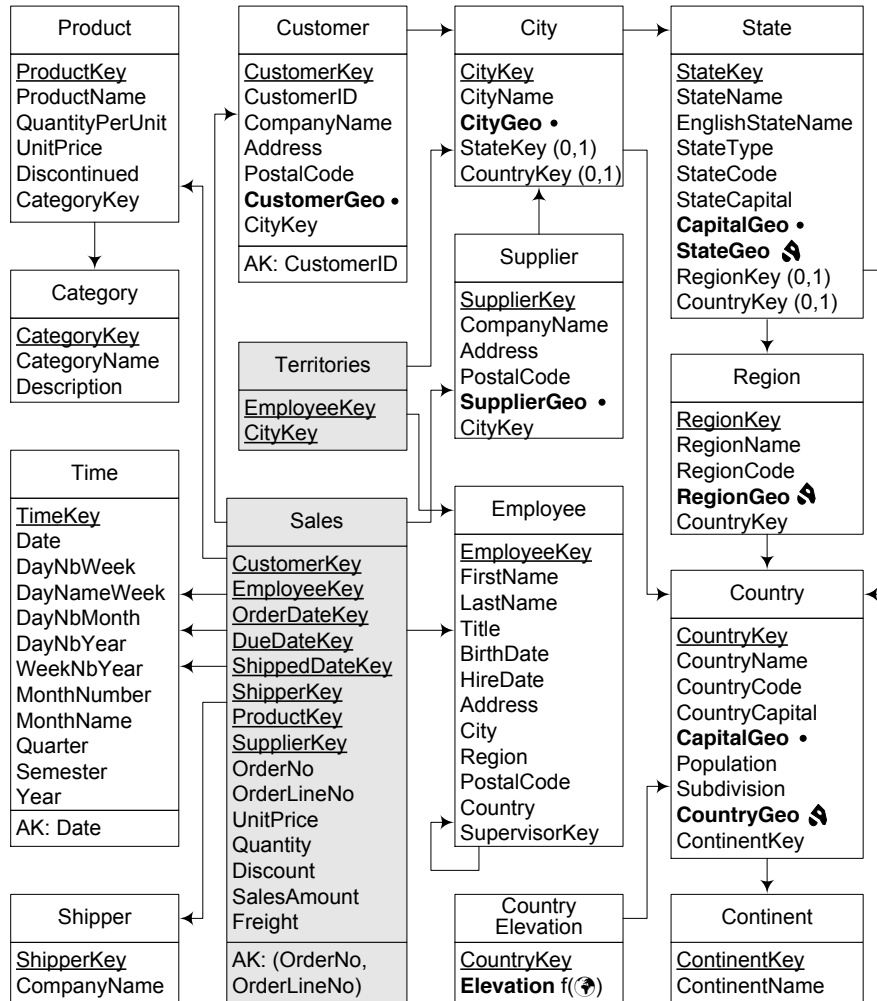 Product
ProductKey
ProductName
QuantityPerUnit
UnitPrice
Discontinued
CategoryKey
Category
CategoryKey
CategoryName
Description
Time
TimeKey
Date
DayNbWeek
DayNameWeek
DayNbMonth
DayNbYear
WeekNbYear
MonthNumber
MonthName
Quarter
Semester
Year
AK: Date
Shipper
ShipperKey
CompanyName
Customer
CustomerKey
CustomerID
CompanyName
Address
PostalCode
CustomerGeo •
CityKey
AK: CustomerID
Territories
EmployeeKey
CityKey
Sales
CustomerKey
EmployeeKey
OrderDateKey
DueDateKey
ShippedDateKey
ShipperKey
ProductKey
SupplierKey
OrderNo
OrderLineNo
UnitPrice
Quantity
Discount
SalesAmount
Freight
AK: (OrderNo,
OrderLineNo)
City
CityKey
CityName
CityGeo •
StateKey (0,1)
CountryKey (0,1)
Supplier
SupplierKey
CompanyName
Address
PostalCode
SupplierGeo •
CityKey
Employee
EmployeeKey
FirstName
LastName
Title
BirthDate
HireDate
Address
City
Region
PostalCode
Country
SupervisorKey
Country
Elevation
CountryKey
Elevation f( )
State
StateKey
StateName
EnglishStateName
StateType
StateCode
StateCapital
CapitalGeo •
StateGeo
RegionKey (0,1)
CountryKey (0,1)
Region
RegionKey
RegionName
RegionCode
RegionGeo
CountryKey
Country
CountryKey
CountryName
CountryCode
CountryCapital
CapitalGeo •
Population
Subdivision
CountryGeo
ContinentKey
Continent
ContinentKey
ContinentName